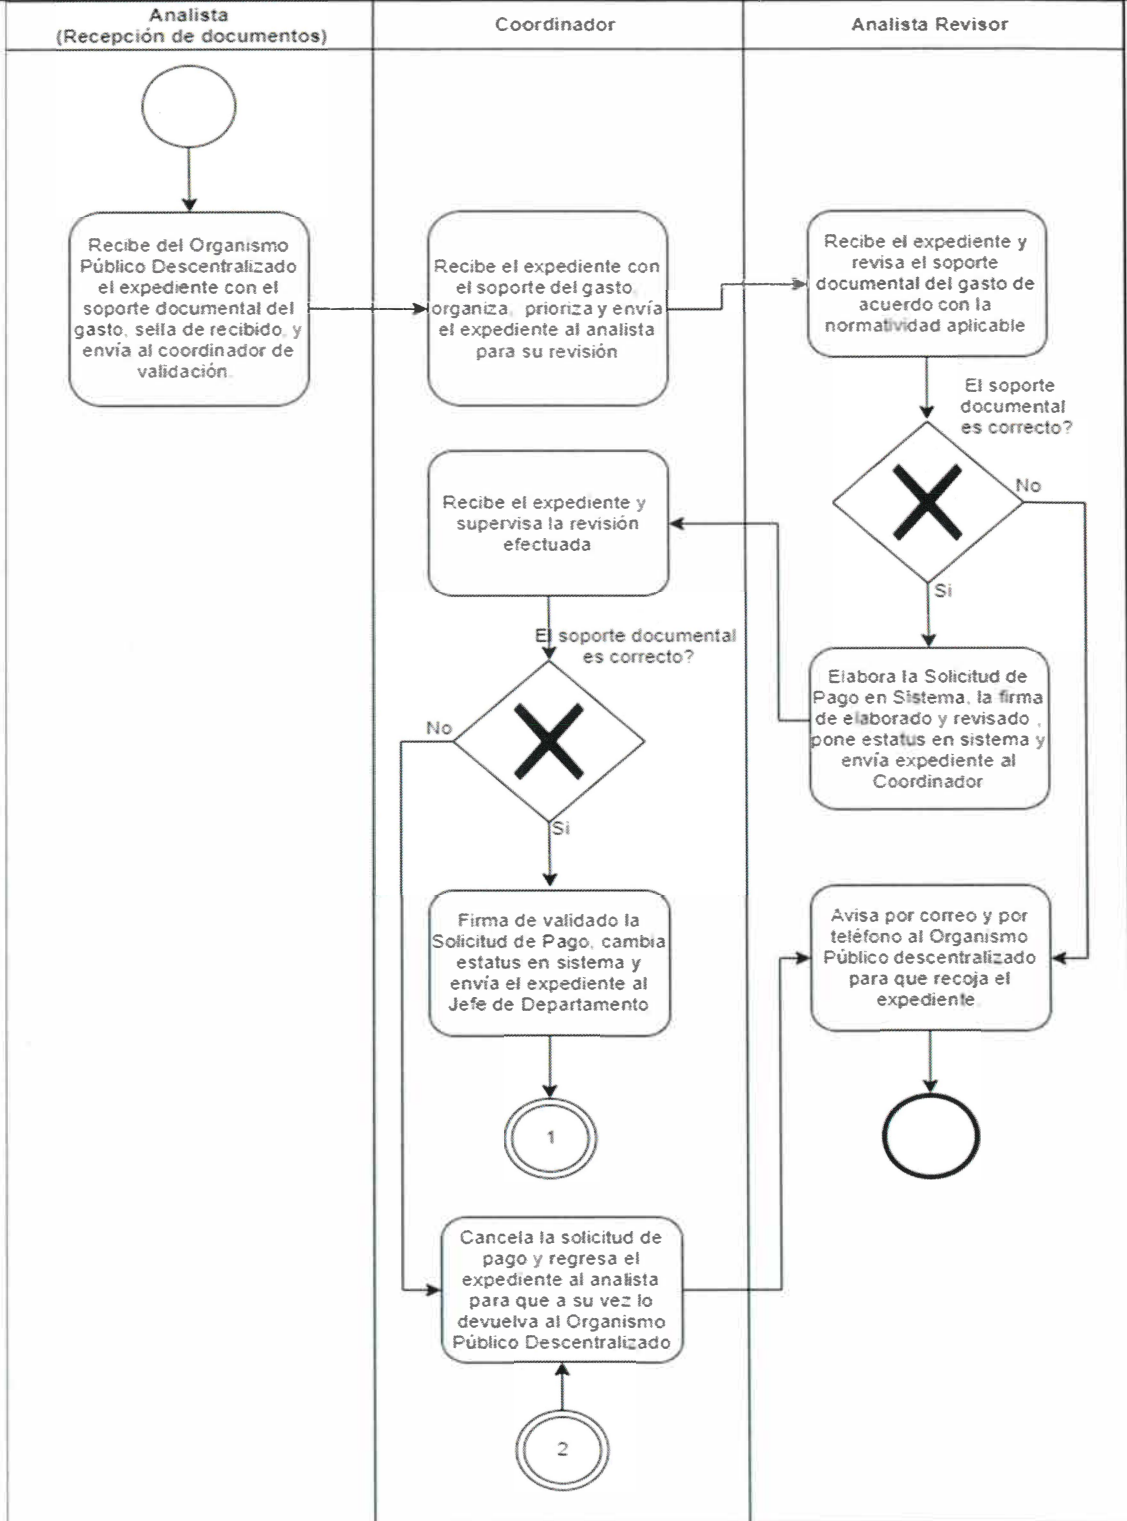 Analista
(Recepción de documentos)
Coordinador
Analista Revisor
Recibe del Organismo
Público Descentralizado
el expediente con el
soporte documental del
gasto, sella de recibido, y
envía al coordinador de
validación.
Recibe el expediente con
el soporte del gasto,
organiza, prioriza y envía
el expediente al analista
para su revisión
Recibe el expediente y
revisa el soporte
documental del gasto de
acuerdo con la
normatividad aplicable
El soporte
documental
es correcto?
No
Si
Recibe el expediente y
supervisa la revisión
efectuada
El soporte documental
es correcto?
No
Si
Elabora la Solicitud de
Pago en Sistema, la firma
de elaborado y revisado ,
pone estatus en sistema y
envía expediente al
Coordinador
Firma de validado la
Solicitud de Pago, cambia
estatus en sistema y
envía el expediente al
Jefe de Departamento
Avisa por correo y por
teléfono al Organismo
Público descentralizado
para que recoja el
expediente.
1
Cancela la solicitud de
pago y regresa el
expediente al analista
para que a su vez lo
devuelva al Organismo
Público Descentralizado
2